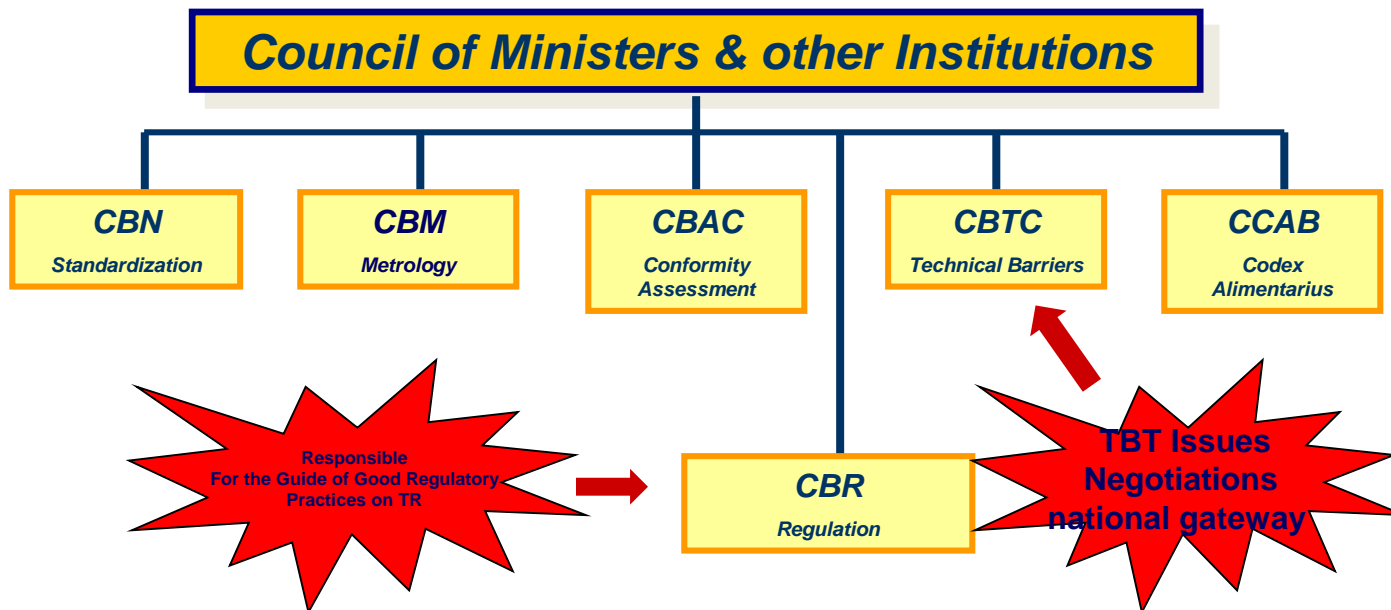 Council of Ministers & other Institutions
CBN
Standardization
CBM
Metrology
CBAC
Conformity
Assessment
CBTC
Technical Barriers
CCAB
Codex
Alimentarius
Responsible
For the Guide of Good Regulatory
Practices on TR
CBR
Regulation
TBT Issues
Negotiations
national gateway